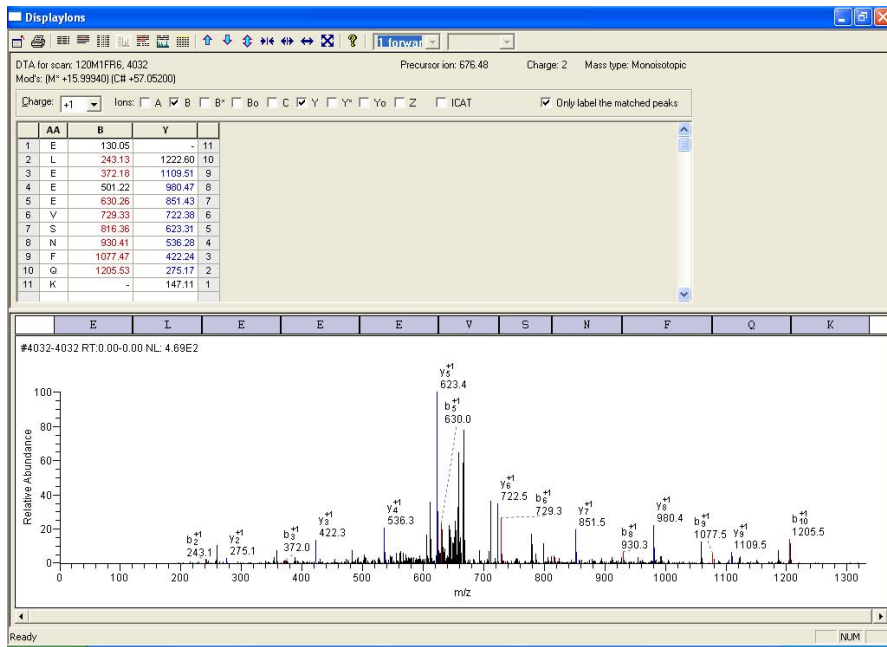 DisplayIons
1 forwar
DTA for scan: 120M1FR6, 4032 Precursor ion: 676.48 Charge: 2 Mass type: Monoisotopic
Mod's: (M* +15.99940) (C# +57.05200)
Charge: +1 Ions: A B B* Bo C Y Y* Yo Z ICAT Only label the matched peaks
AA B Y
1 E 130.05 - 11
2 L 243.13 1222.60 10
3 E 372.18 1109.51 9
4 E 501.22 980.47 8
5 E 630.26 851.43 7
6 V 729.33 722.38 6
7 S 816.36 623.31 5
8 N 930.41 536.28 4
9 F 1077.47 422.24 3
10 Q 1205.53 275.17 2
11 K - 147.11 1
E L E E E V S N F Q K
#4032-4032 RT:0.00-0.00 NL: 4.69E2
y5+1
623.4
b5+1
630.0
y6+1
722.5
b6+1
729.3
y4+1
536.3
y8+1
980.4
y3+1
422.3
y7+1
851.5
b10+1
1205.5
b2+1
243.1
y2+1
275.1
b3+1
372.0
b8+1
930.3
b9+1
1077.5
y9+1
1109.5
Relative Abundance
100
80
60
40
20
0
0 100 200 300 400 500 600 700 800 900 1000 1100 1200 1300
m/z
Ready NUM